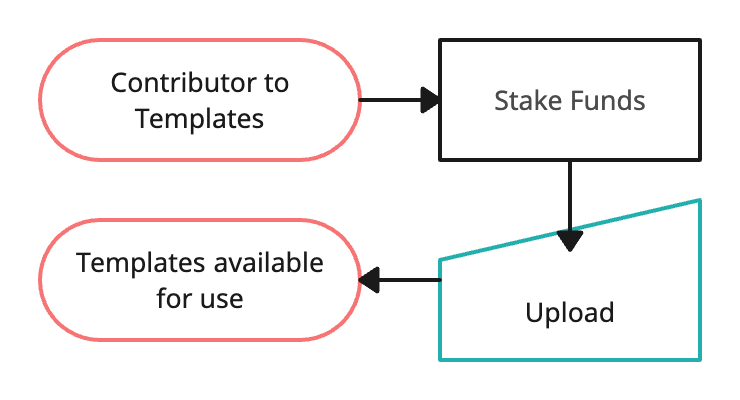 Contributor to
Templates
Stake Funds
Upload
Templates available
for use